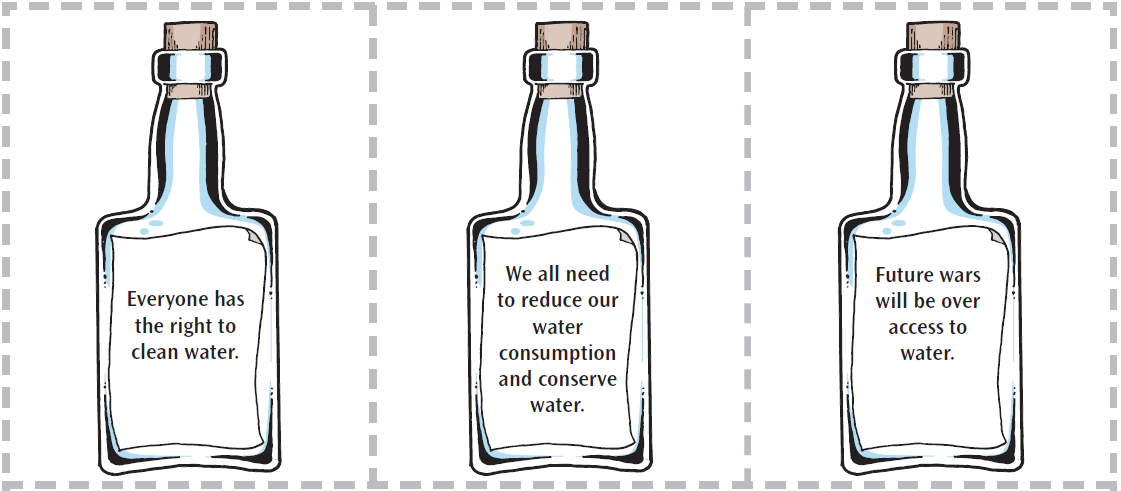 Everyone has
the right to
clean water.
We all need
to reduce our
water
consumption
and conserve
water.
Future wars
will be over
access to
water.